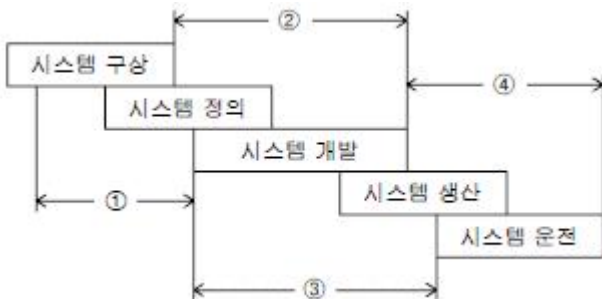 ②
시스템 구상
④
시스템 정의
시스템 개발
시스템 생산
①
시스템 운전
③